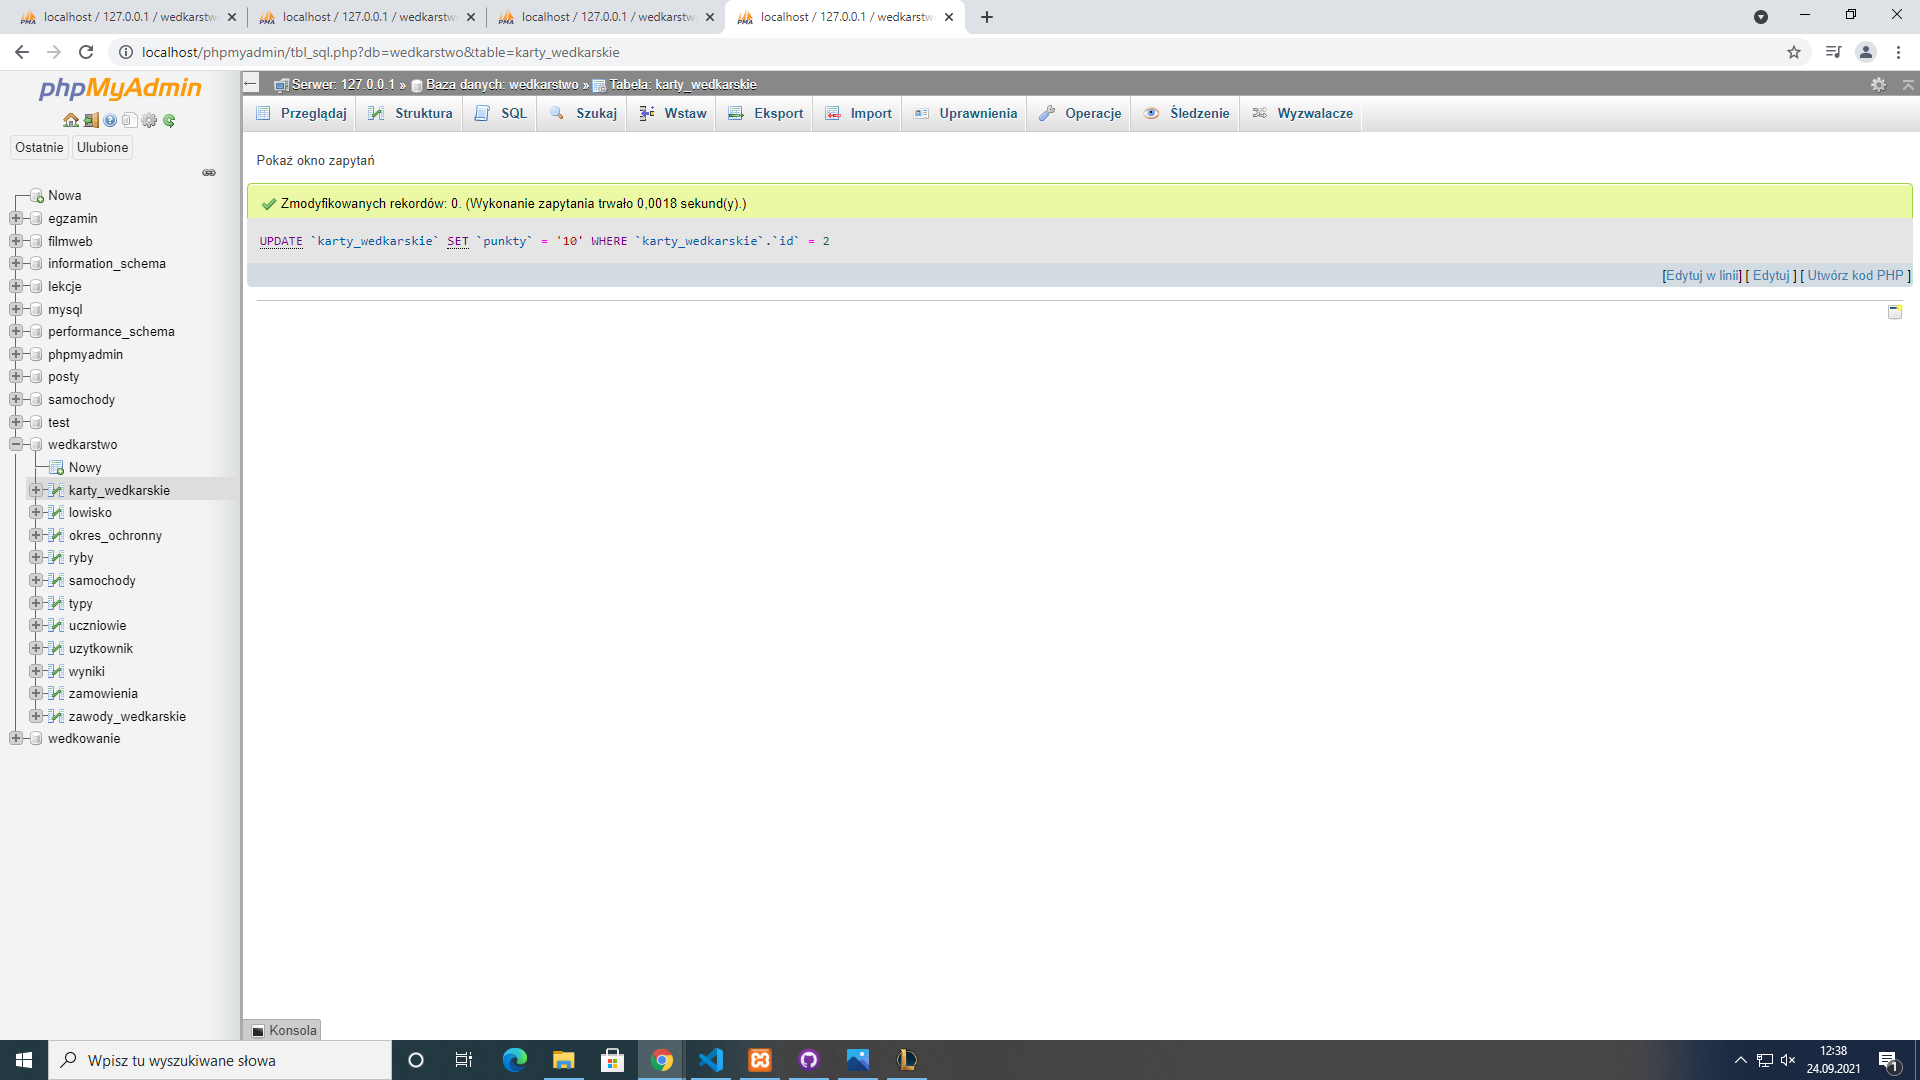 localhost / 127.0.0.1 / wedkarstw
localhost / 127.0.0.1 / wedkarstw
localhost / 127.0.0.1 / wedkarstw
localhost / 127.0.0.1 / wedkarstw
localhost/phpmyadmin/tbl_sql.php?db=wedkarstwo&table=karty_wedkarskie
phpMyAdmin
Ostatnie
Ulubione
Nowa
egzamin
filmweb
information_schema
lekcje
mysql
performance_schema
phpmyadmin
posty
samochody
test
wedkarstwo
Nowy
karty_wedkarskie
lowisko
okres_ochronny
ryby
samochody
typy
uczniowie
uzytkownik
wyniki
zamowienia
zawody_wedkarskie
wedkowanie
Serwer: 127.0.0.1 » Baza danych: wedkarstwo » Tabela: karty_wedkarskie
Przeglądaj
Struktura
SQL
Szukaj
Wstaw
Eksport
Import
Uprawnienia
Operacje
Śledzenie
Wyzwalacze
Pokaż okno zapytań
Zmodyfikowanych rekordów: 0. (Wykonanie zapytania trwało 0,0018 sekund(y).)
UPDATE `karty_wedkarskie` SET `punkty` = '10' WHERE `karty_wedkarskie`.`id` = 2
[Edytuj w linii] [ Edytuj ] [ Utwórz kod PHP ]
Konsola
Wpisz tu wyszukiwane słowa
12:38
24.09.2021
1